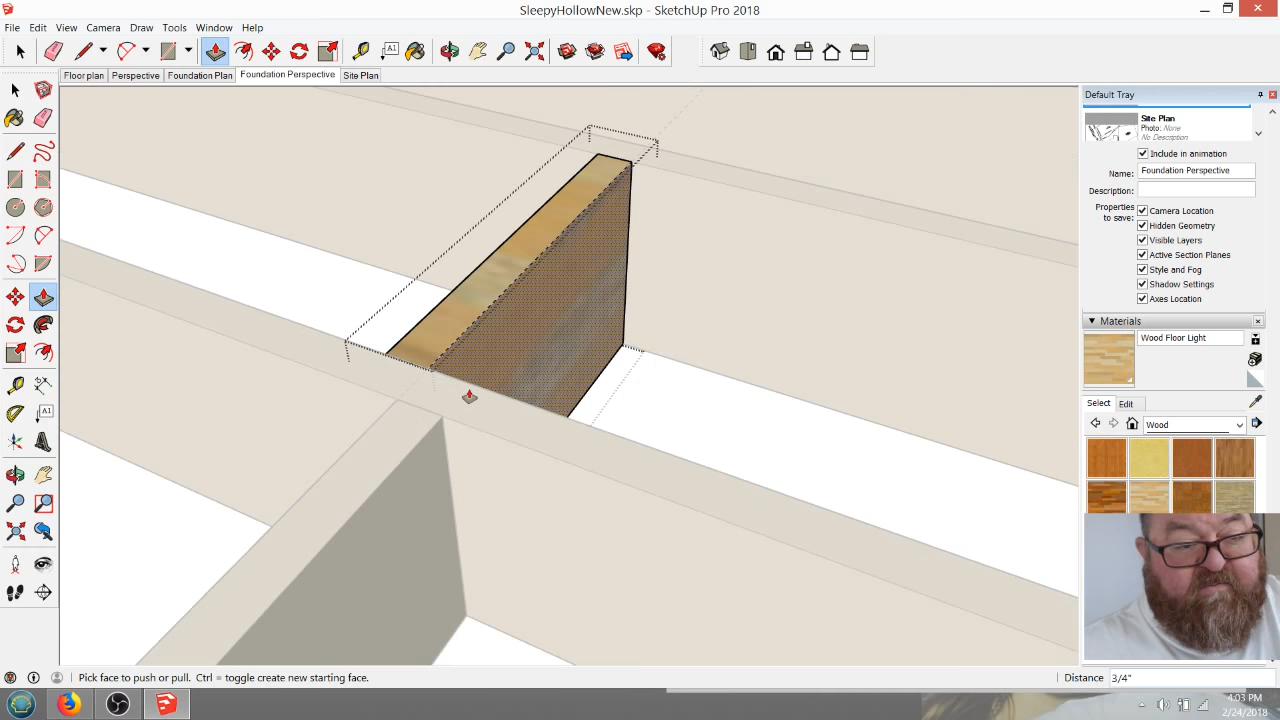 SleepyHollowNew.skp - SketchUp Pro 2018
File Edit View Camera Draw Tools Window Help
Floor plan Perspective Foundation Plan Foundation Perspective Site Plan
Default Tray
Site Plan
Photo: None
No Description
Include in animation
Name: Foundation Perspective
Description:
Properties to save:
Camera Location
Hidden Geometry
Visible Layers
Active Section Planes
Style and Fog
Shadow Settings
Axes Location
Materials
Wood Floor Light
Select Edit
Wood
Pick face to push or pull. Ctrl = toggle create new starting face.
Distance 3/4"
4:03 PM
2/24/2018